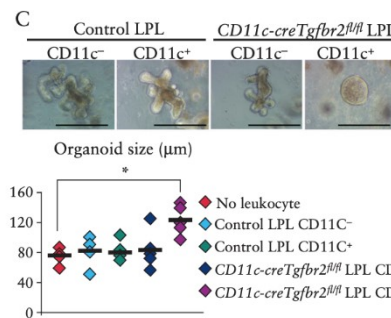 C
Control LPL
CD11c-creTgfbr2fl/fl LPL
CD11c⁻ CD11c⁺ CD11c⁻ CD11c⁺
Organoid size (μm)
*
160
120
80
40
0
No leukocyte
Control LPL CD11C⁻
Control LPL CD11C⁺
CD11c-creTgfbr2fl/fl LPL CD
CD11c-creTgfbr2fl/fl LPL CD